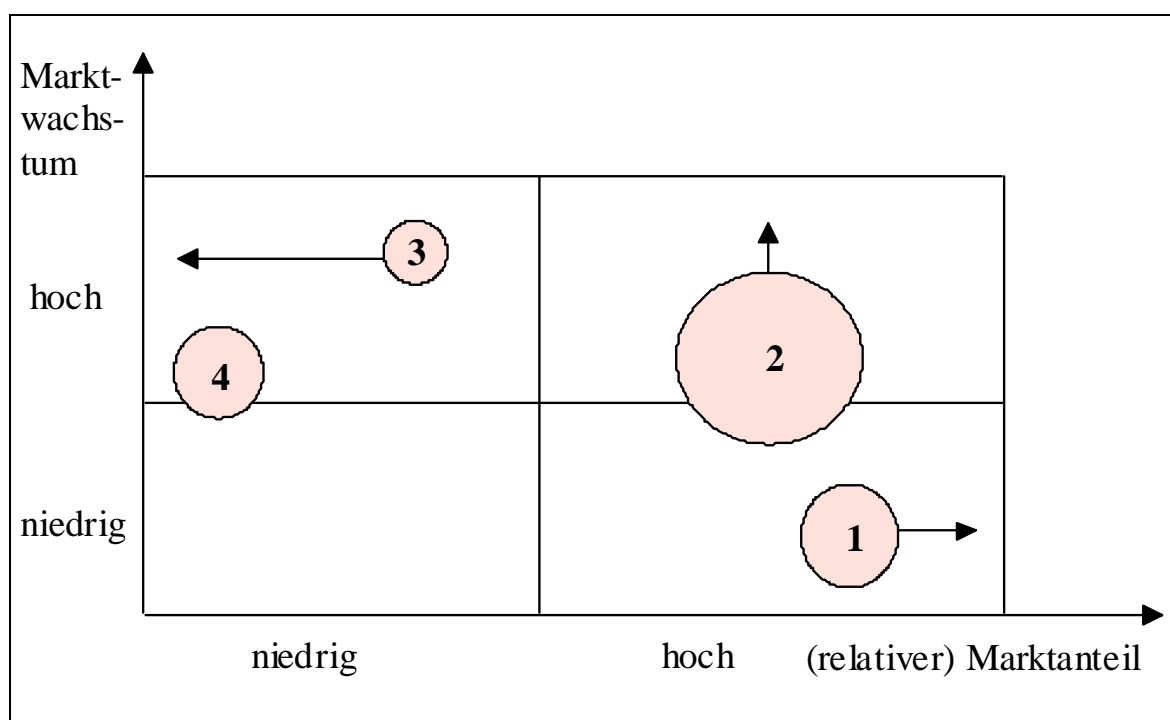 Markt-
wachs-
tum
3
hoch
2
4
niedrig
1
niedrig hoch (relativer) Marktanteil